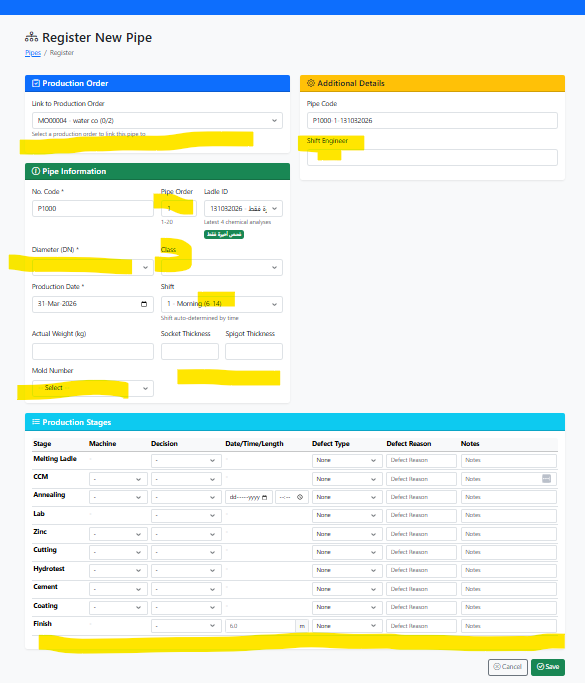 Register New Pipe
Pipes / Register
Production Order
Link to Production Order
MO00004 - water co (0/2)
Select a production order to link this pipe to
Additional Details
Pipe Code
P1000-1-131032026
Shift Engineer
Pipe Information
No. Code * Pipe Order Ladle ID
P1000 1 131032026 -
1-20 Latest 4 chemical analyses
Diameter (DN) * Class
Production Date * Shift
31-Mar-2026 1 - Morning (6-14)
Shift auto-determined by time
Actual Weight (kg) Socket Thickness Spigot Thickness
Mold Number
Select
Production Stages
Stage Machine Decision Date/Time/Length Defect Type Defect Reason Notes
Melting Ladle - - - None Defect Reason Notes
CCM - - - None Defect Reason Notes
Annealing - - dd-----yyyy --:-- None Defect Reason Notes
Lab - - - None Defect Reason Notes
Zinc - - - None Defect Reason Notes
Cutting - - - None Defect Reason Notes
Hydrotest - - - None Defect Reason Notes
Cement - - - None Defect Reason Notes
Coating - - - None Defect Reason Notes
Finish - - 6.0 m None Defect Reason Notes
Cancel Save